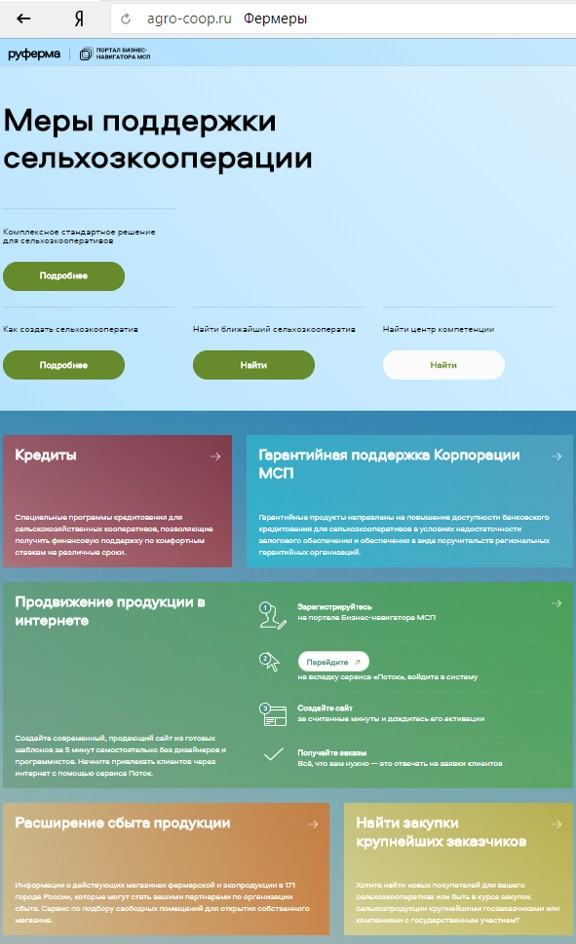 Я
agro-coop.ru Фермеры
руферма
ПОРТАЛ БИЗНЕС-
НАВИГАТОРА МСП
Меры поддержки
сельхозкооперации
Комплексное стандартное решение
для сельхозкооперативов
Подробнее
Как создать сельхозкооператив
Подробнее
Найти ближайший сельхозкооператив
Найти
Найти центр компетенции
Найти
Кредиты
Специальные программы кредитования для
сельскохозяйственных кооперативов, позволяющие
получить финансовую поддержку по комфортным
ставкам на различные сроки.
Гарантийная поддержка Корпорации
МСП
Гарантийные продукты направлены на повышение доступности банковского
кредитования для сельхозкооперативов в условиях недостаточности
залогового обеспечения и обеспечения в виде поручительств региональных
гарантийных организаций.
Продвижение продукции в
интернете
Создайте современный, продающий сайт из готовых
шаблонов за 5 минут самостоятельно без дизайнеров и
программистов. Начните привлекать клиентов через
интернет с помощью сервиса Поток.
1
Зарегистрируйтесь
на портале Бизнес-навигатора МСП
2
Перейдите
на вкладку сервиса «Поток», войдите в систему
3
Создайте сайт
за считанные минуты и дождитесь его активации
Получайте заказы
Всё, что вам нужно — это отвечать на заявки клиентов
Расширение сбыта продукции
Информация о действующих магазинах фермерской и экопродукции в 171
городе России, которые могут стать вашими партнерами по организации
сбыта. Сервис по подбору свободных помещений для открытия собственного
магазина.
Найти закупки
крупнейших заказчиков
Хотите найти новых покупателей для вашего
сельхозкооператива или быть в курсе закупок
сельхозпродукции крупнейшими госзаказчиками или
компаниями с государственным участием?